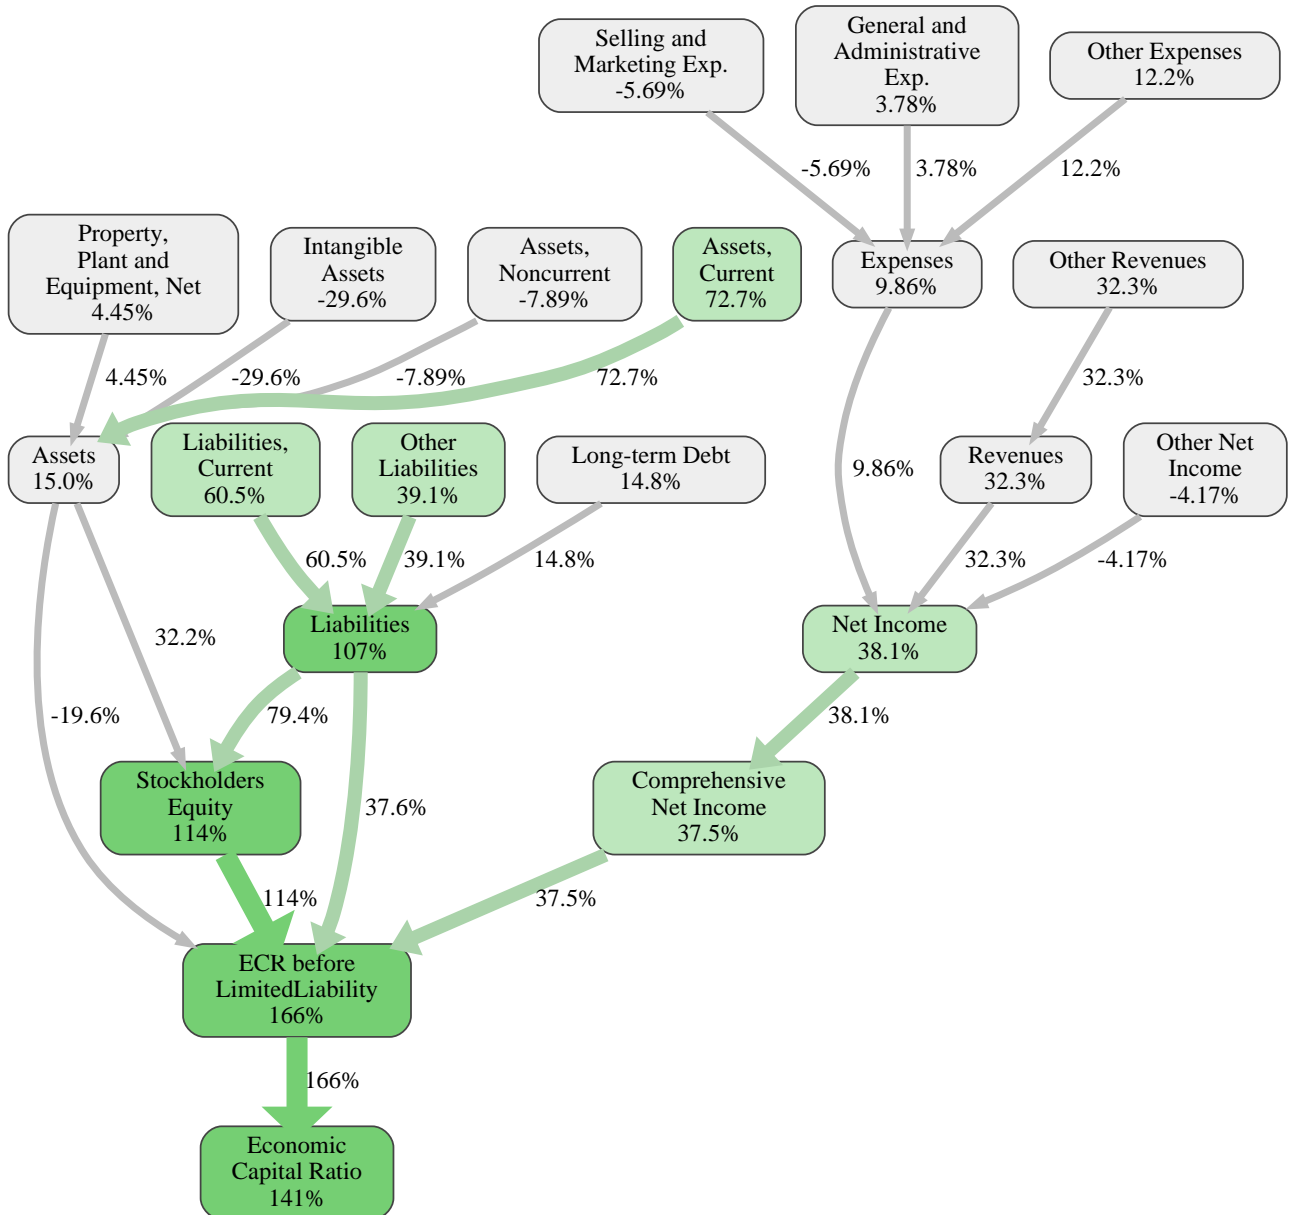 Selling and
Marketing Exp.
-5.69%
General and
Administrative
Exp.
3.78%
Other Expenses
12.2%
-5.69%
3.78%
12.2%
Property,
Plant and
Equipment, Net
4.45%
Intangible
Assets
-29.6%
Assets,
Noncurrent
-7.89%
Assets,
Current
72.7%
Expenses
9.86%
Other Revenues
32.3%
4.45%
-29.6%
-7.89%
72.7%
32.3%
Assets
15.0%
Liabilities,
Current
60.5%
Other
Liabilities
39.1%
Long-term Debt
14.8%
9.86%
Revenues
32.3%
Other Net
Income
-4.17%
60.5%
39.1%
14.8%
32.3%
-4.17%
32.2%
Liabilities
107%
Net Income
38.1%
-19.6%
79.4%
38.1%
Stockholders
Equity
114%
37.6%
Comprehensive
Net Income
37.5%
114%
37.5%
ECR before
LimitedLiability
166%
166%
Economic
Capital Ratio
141%